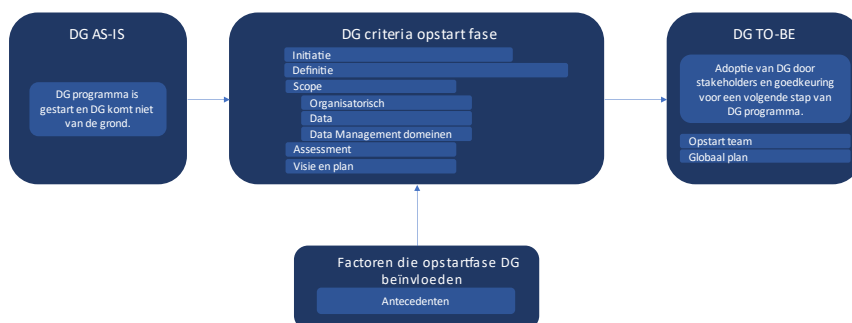 DG AS-IS
DG programma is
gestart en DG komt niet
van de grond.
DG criteria opstart fase
Initiatie
Definitie
Scope
Organisatorisch
Data
Data Management domeinen
Assessment
Visie en plan
DG TO-BE
Adoptie van DG door
stakeholders en goedkeuring
voor een volgende stap van
DG programma.
Opstart team
Globaal plan
Factoren die opstartfase DG
beïnvloeden
Antecedenten